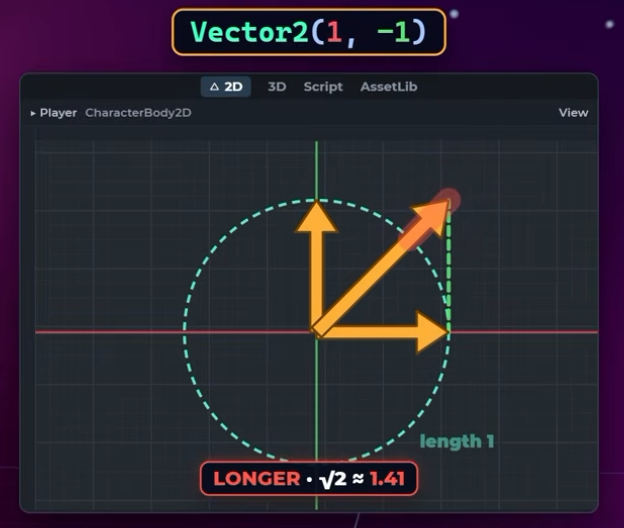 Vector2(1, -1)
2D 3D Script AssetLib
Player CharacterBody2D View
length 1
LONGER · √2 ≈ 1.41